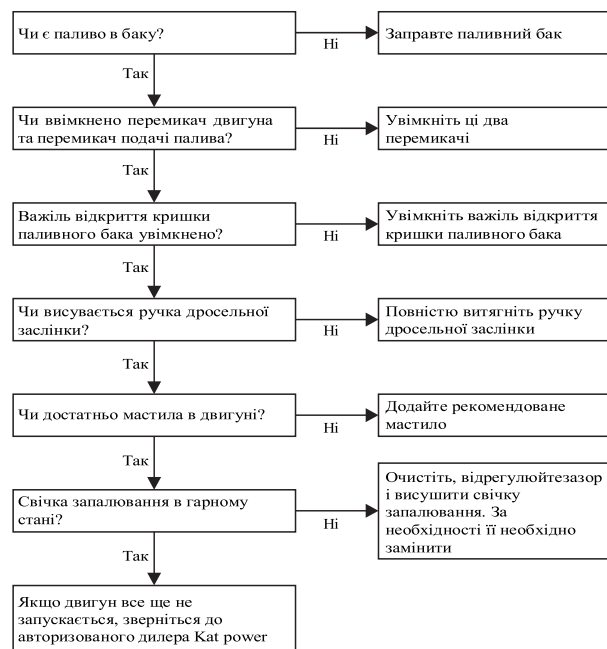 Чи є паливо в баку?
Ні
Заправте паливний бак
Так
Чи ввімкнено перемикач двигуна
та перемикач подачі палива?
Ні
Увімкніть ці два
перемикачі
Так
Важіль відкриття кришки
паливного бака увімкнено?
Ні
Увімкніть важіль відкриття
кришки паливного бака
Так
Чи висувається ручка дросельної
заслінки?
Ні
Повністю витягніть ручку
дросельної заслінки
Так
Чи достатньо мастила в двигуні?
Ні
Додайте рекомендоване
мастило
Так
Свічка запалювання в гарному
стані?
Ні
Очистіть, відрегулюйтезазор
і висушити свічку
запалювання. За
необхідності її необхідно
замінити
Так
Якщо двигун все ще не
запускається, зверніться до
авторизованого дилера Kat power